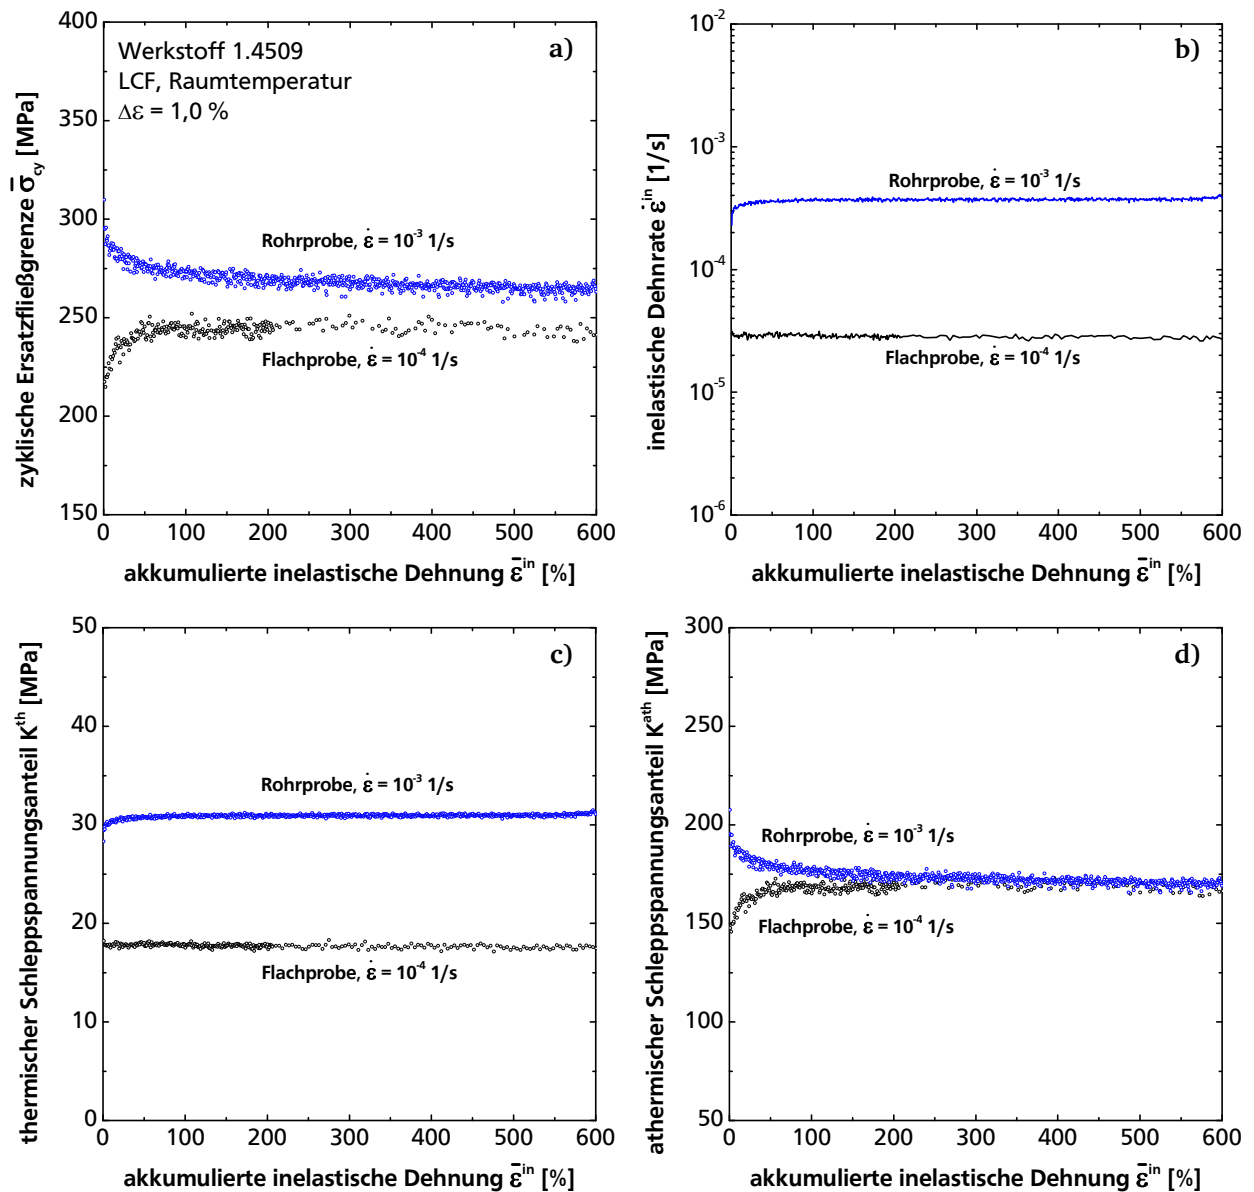 a)
Werkstoff 1.4509
LCF, Raumtemperatur
Δε = 1,0 %
zyklische Ersatzfließgrenze σ̄cy [MPa]
400
350
300
250
200
150
Rohrprobe, ε̇ = 10⁻³ 1/s
Flachprobe, ε̇ = 10⁻⁴ 1/s
0 100 200 300 400 500 600
akkumulierte inelastische Dehnung ε̄ⁱⁿ [%]
b)
inelastische Dehnrate ε̇ⁱⁿ [1/s]
10⁻²
10⁻³
10⁻⁴
10⁻⁵
10⁻⁶
Rohrprobe, ε̇ = 10⁻³ 1/s
Flachprobe, ε̇ = 10⁻⁴ 1/s
0 100 200 300 400 500 600
akkumulierte inelastische Dehnung ε̄ⁱⁿ [%]
c)
thermischer Schleppspannungsanteil Kᵗʰ [MPa]
50
40
30
20
10
0
Rohrprobe, ε̇ = 10⁻³ 1/s
Flachprobe, ε̇ = 10⁻⁴ 1/s
0 100 200 300 400 500 600
akkumulierte inelastische Dehnung ε̄ⁱⁿ [%]
d)
athermischer Schleppspannungsanteil Kᵃᵗʰ [MPa]
300
250
200
150
100
50
Rohrprobe, ε̇ = 10⁻³ 1/s
Flachprobe, ε̇ = 10⁻⁴ 1/s
0 100 200 300 400 500 600
akkumulierte inelastische Dehnung ε̄ⁱⁿ [%]